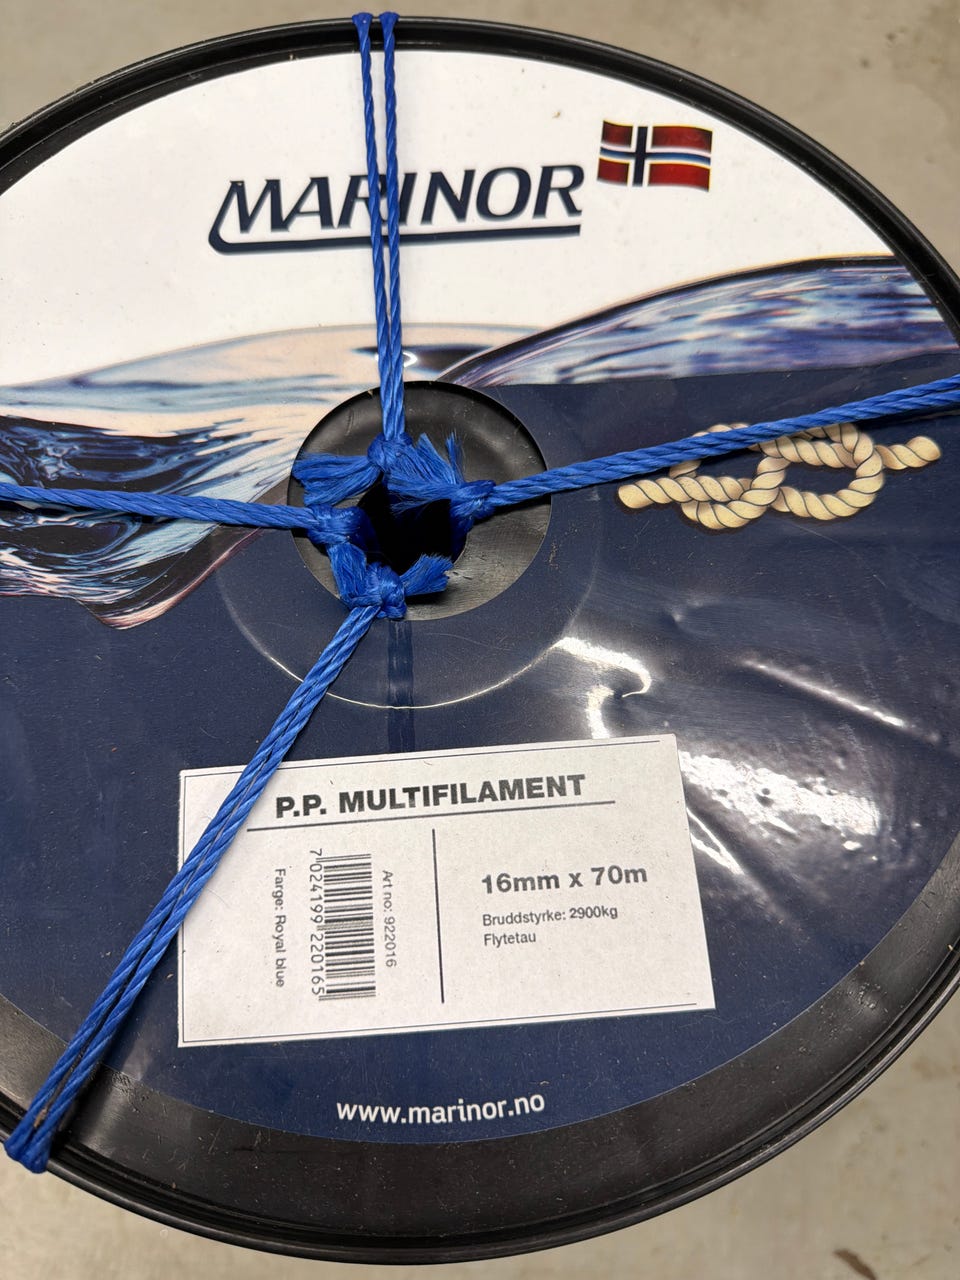 MARINOR
P.P. MULTIFILAMENT
7 024199 220165
Art no: 922016
Farge: Royal blue
16mm x 70m
Bruddstyrke: 2900kg
Flytetau
www.marinor.no